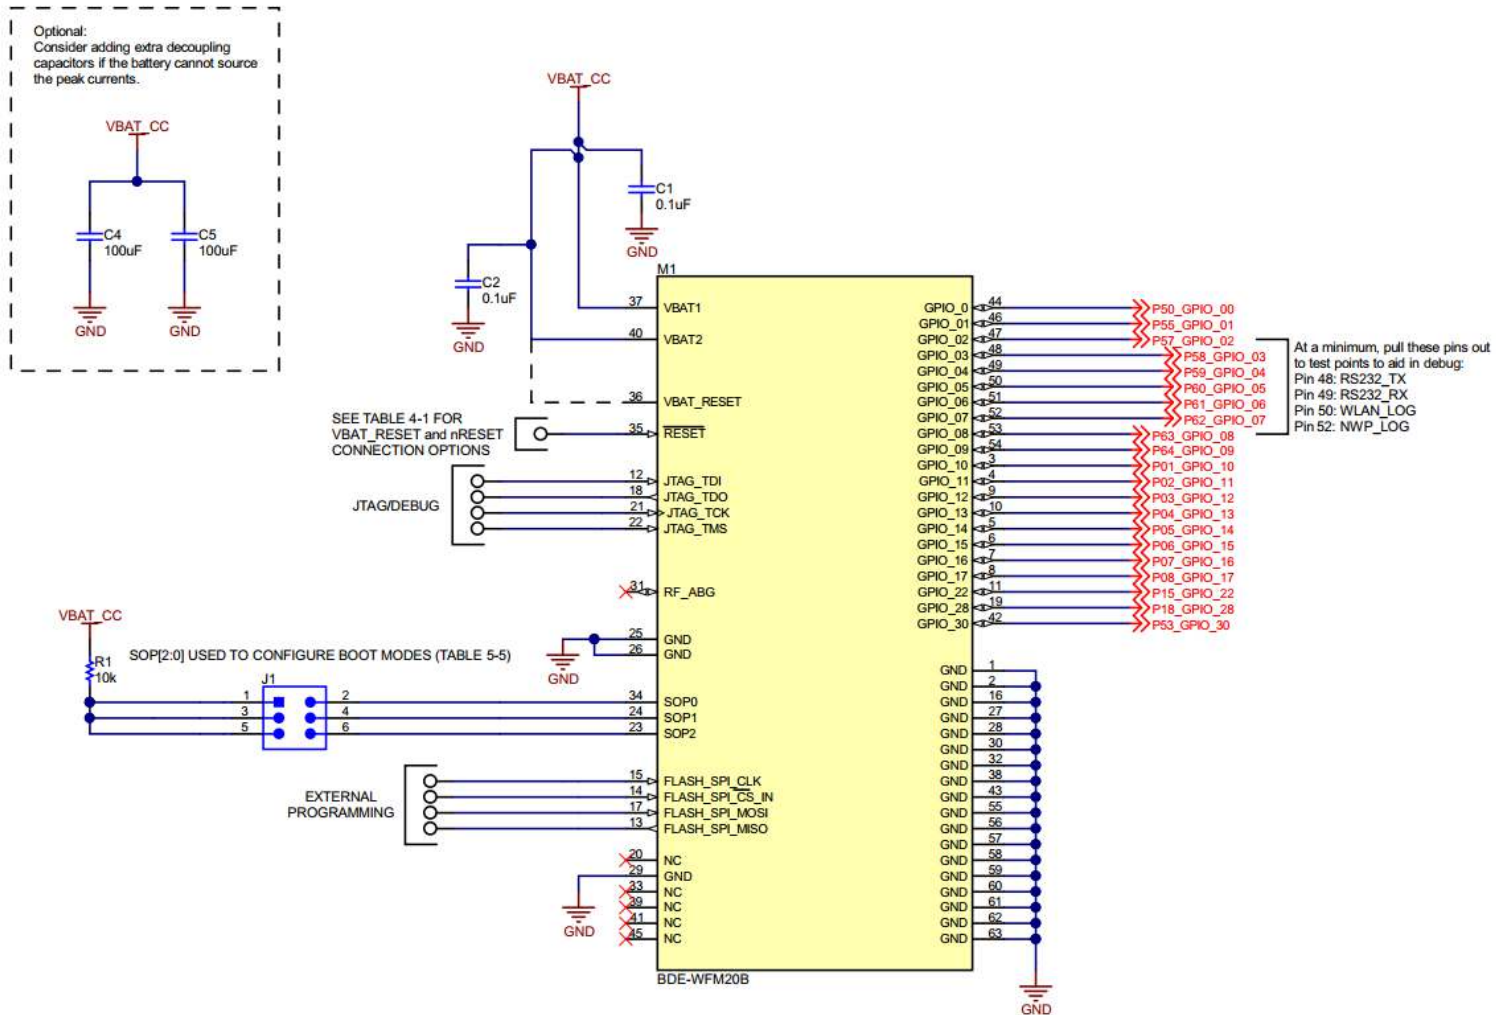 Optional:
Consider adding extra decoupling
capacitors if the battery cannot source
the peak currents.
VBAT_CC
C4
100uF
C5
100uF
GND
GND
VBAT_CC
C1
0.1uF
GND
C2
0.1uF
GND
M1
37 VBAT1
40 VBAT2
36 VBAT_RESET
SEE TABLE 4-1 FOR
VBAT_RESET and nRESET
CONNECTION OPTIONS
35 RESET
JTAG/DEBUG
12 JTAG_TDI
18 JTAG_TDO
21 JTAG_TCK
22 JTAG_TMS
31 RF_ABG
25 GND
26 GND
GND
VBAT_CC
R1
10k
SOP[2:0] USED TO CONFIGURE BOOT MODES (TABLE 5-5)
J1
1 2 34 SOP0
3 4 24 SOP1
5 6 23 SOP2
EXTERNAL
PROGRAMMING
15 FLASH_SPI_CLK
14 FLASH_SPI_CS_IN
17 FLASH_SPI_MOSI
13 FLASH_SPI_MISO
20 NC
29 GND
33 NC
39 NC
41 NC
45 NC
GND
BDE-WFM20B
GPIO_0 44 P50_GPIO_00
GPIO_01 46 P55_GPIO_01
GPIO_02 47 P57_GPIO_02
GPIO_03 48 P58_GPIO_03
GPIO_04 49 P59_GPIO_04
GPIO_05 50 P60_GPIO_05
GPIO_06 51 P61_GPIO_06
GPIO_07 52 P62_GPIO_07
GPIO_08 53 P63_GPIO_08
GPIO_09 54 P64_GPIO_09
GPIO_10 3 P01_GPIO_10
GPIO_11 4 P02_GPIO_11
GPIO_12 9 P03_GPIO_12
GPIO_13 10 P04_GPIO_13
GPIO_14 5 P05_GPIO_14
GPIO_15 6 P06_GPIO_15
GPIO_16 7 P07_GPIO_16
GPIO_17 8 P08_GPIO_17
GPIO_22 11 P15_GPIO_22
GPIO_28 19 P18_GPIO_28
GPIO_30 42 P53_GPIO_30
At a minimum, pull these pins out
to test points to aid in debug:
Pin 48: RS232_TX
Pin 49: RS232_RX
Pin 50: WLAN_LOG
Pin 52: NWP_LOG
GND 1
GND 2
GND 16
GND 27
GND 28
GND 30
GND 32
GND 38
GND 43
GND 55
GND 56
GND 57
GND 58
GND 59
GND 60
GND 61
GND 62
GND 63
GND